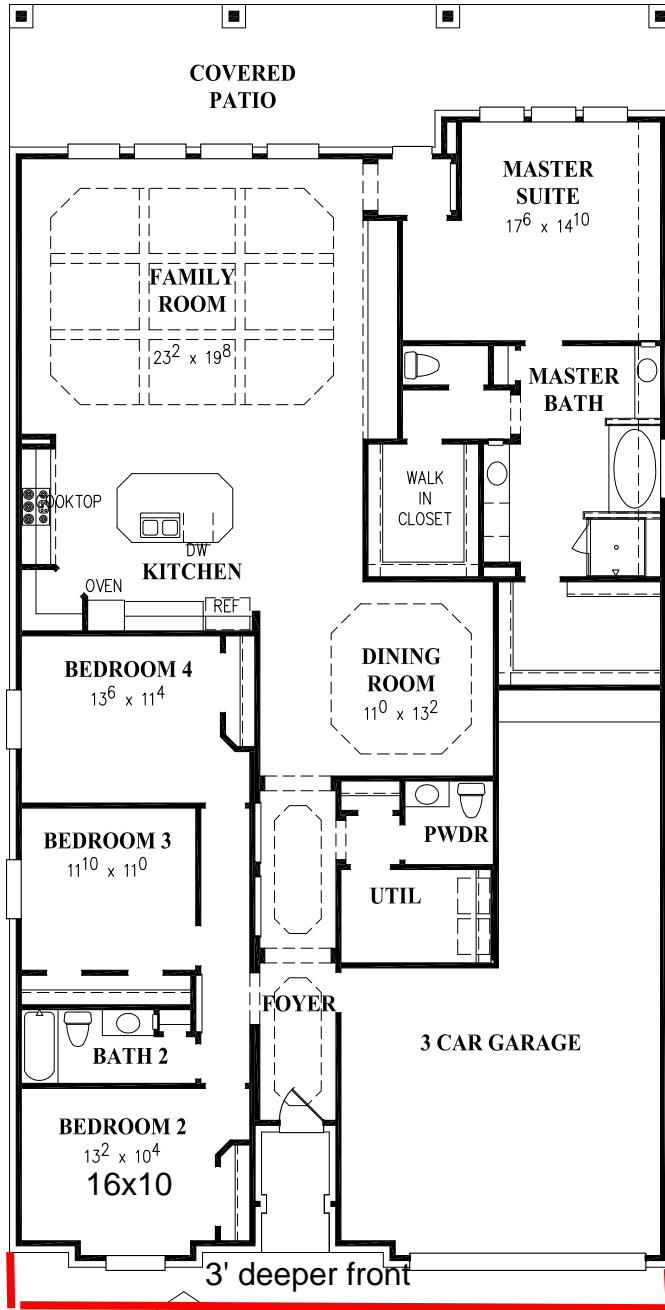 COVERED
PATIO
MASTER
SUITE
17⁶ x 14¹⁰
FAMILY
ROOM
23² x 19⁸
MASTER
BATH
WALK
IN
CLOSET
COOKTOP
DW
KITCHEN
OVEN
REF
BEDROOM 4
13⁶ x 11⁴
DINING
ROOM
11⁰ x 13²
BEDROOM 3
11¹⁰ x 11⁰
PWDR
UTIL
FOYER
3 CAR GARAGE
BATH 2
BEDROOM 2
13² x 10⁴
16x10
3' deeper front